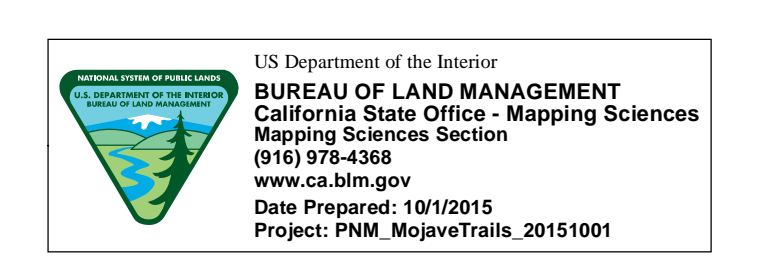 US Department of the Interior
NATIONAL SYSTEM OF PUBLIC LANDS
U.S. DEPARTMENT OF THE INTERIOR
BUREAU OF LAND MANAGEMENT
BUREAU OF LAND MANAGEMENT
California State Office - Mapping Sciences
Mapping Sciences Section
(916) 978-4368
www.ca.blm.gov
Date Prepared: 10/1/2015
Project: PNM_MojaveTrails_20151001